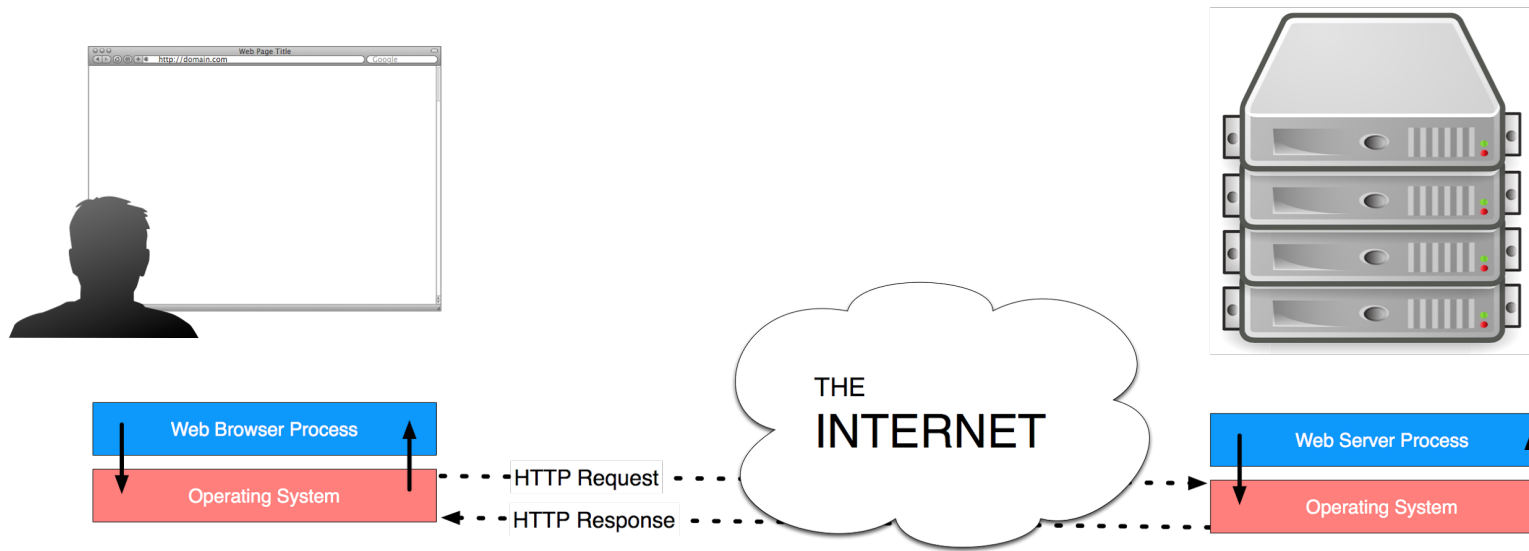 Web Page Title
http://domain.com
Google
THE
INTERNET
Web Browser Process
Web Server Process
HTTP Request
Operating System
Operating System
HTTP Response